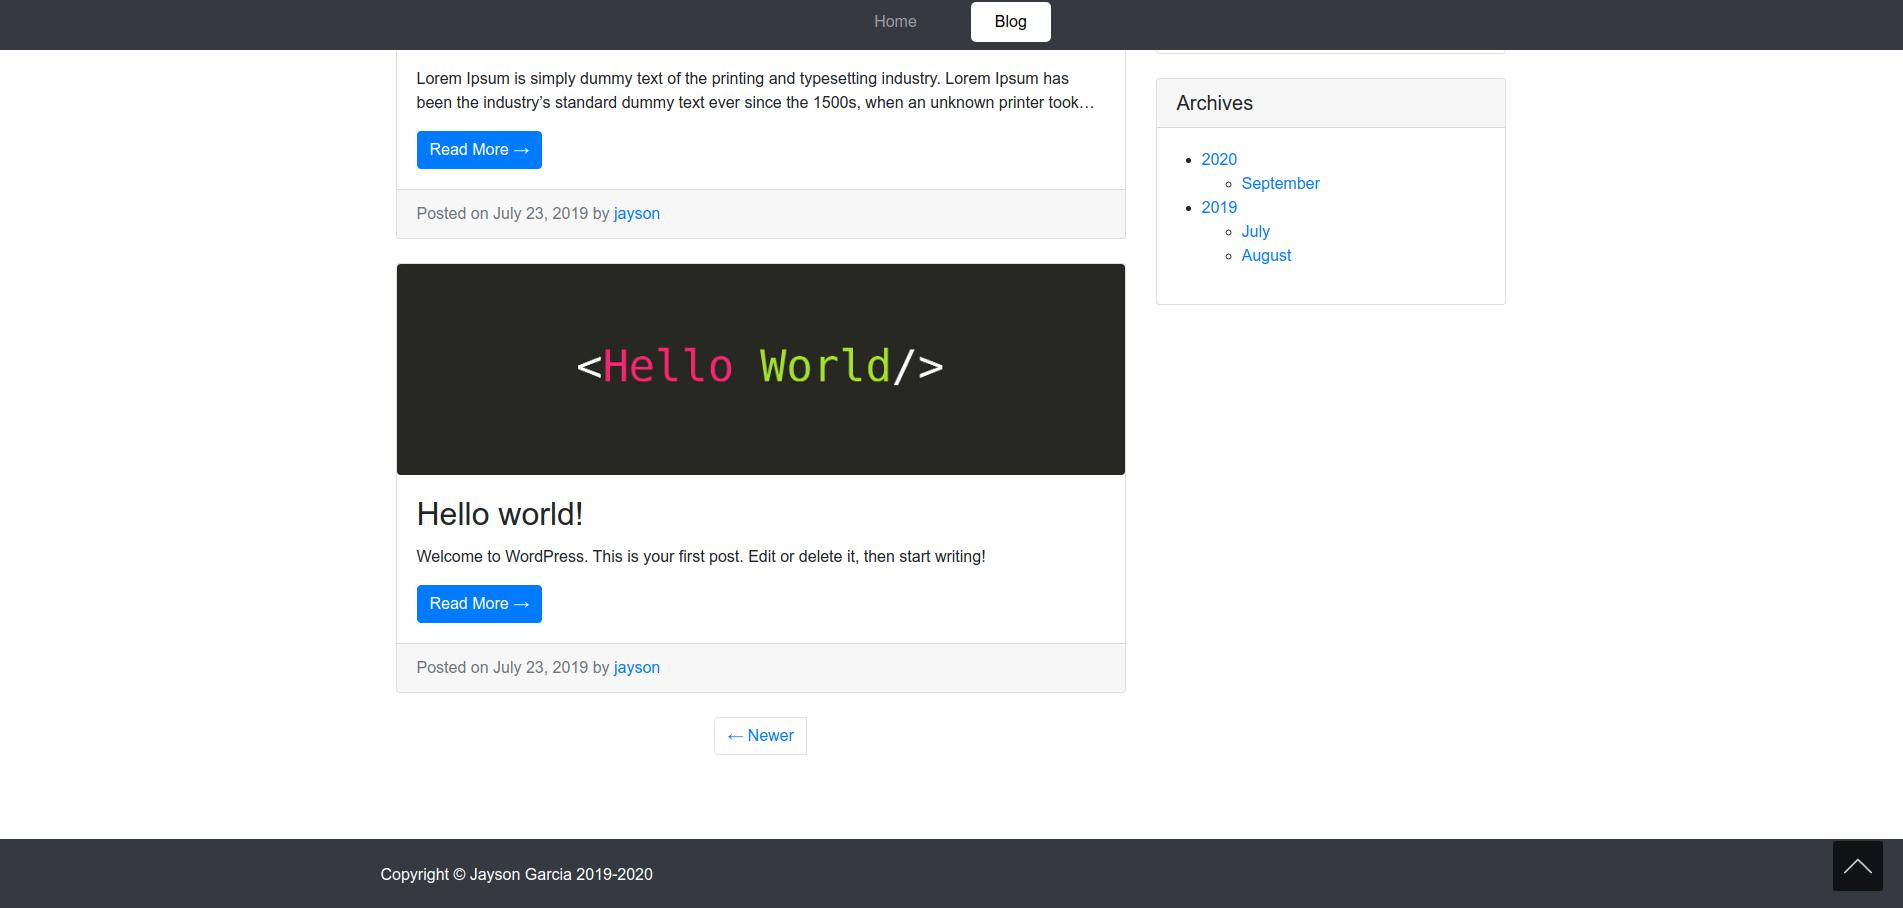 Home
Blog
Lorem Ipsum is simply dummy text of the printing and typesetting industry. Lorem Ipsum has
been the industry’s standard dummy text ever since the 1500s, when an unknown printer took…
Read More →
Posted on July 23, 2019 by jayson
<Hello World/>
Hello world!
Welcome to WordPress. This is your first post. Edit or delete it, then start writing!
Read More →
Posted on July 23, 2019 by jayson
← Newer
Archives
2020
September
2019
July
August
Copyright © Jayson Garcia 2019-2020